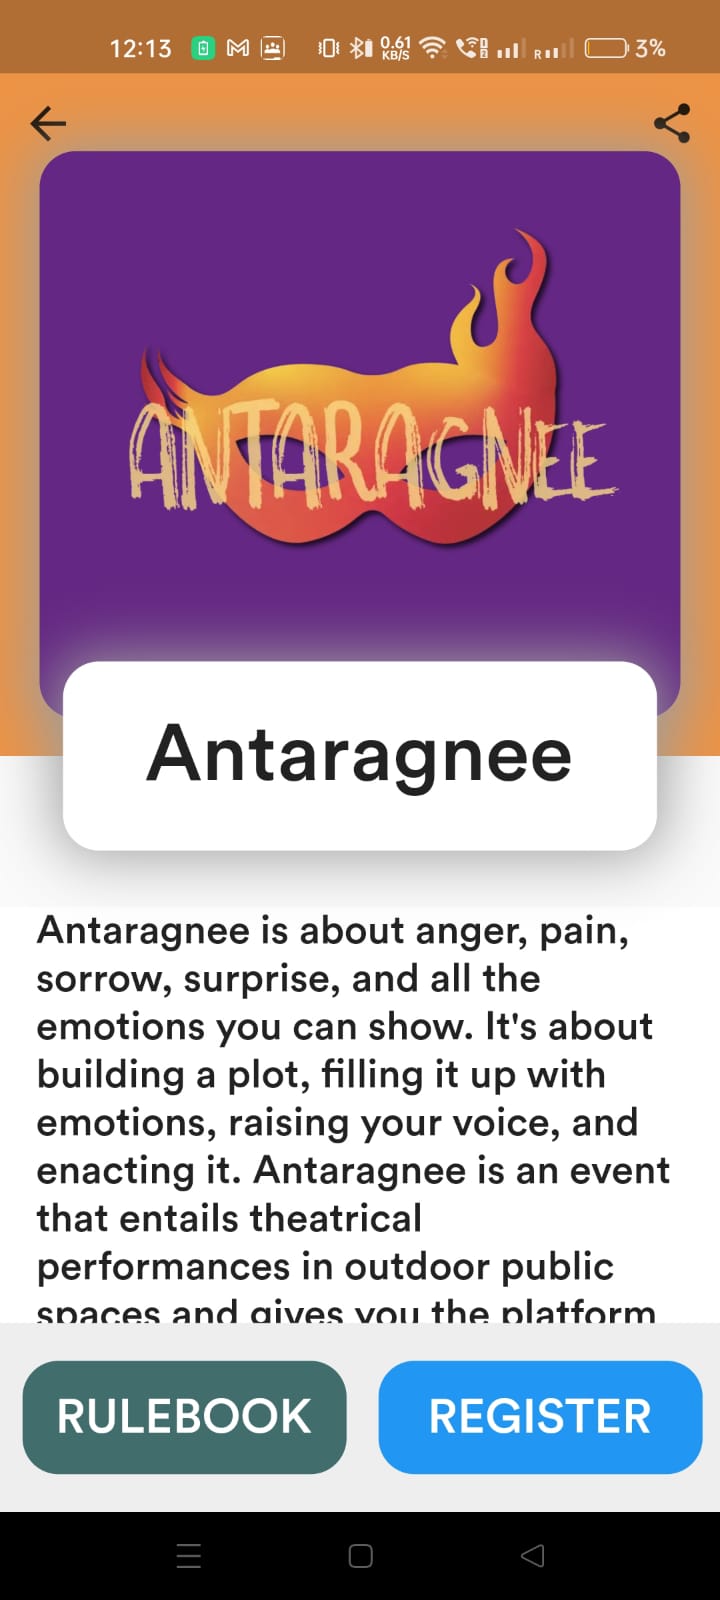 12:13 0.61 KB/S R 3%
ANTARAGNEE
Antaragnee
Antaragnee is about anger, pain,
sorrow, surprise, and all the
emotions you can show. It's about
building a plot, filling it up with
emotions, raising your voice, and
enacting it. Antaragnee is an event
that entails theatrical
performances in outdoor public
spaces and gives you the platform
RULEBOOK REGISTER